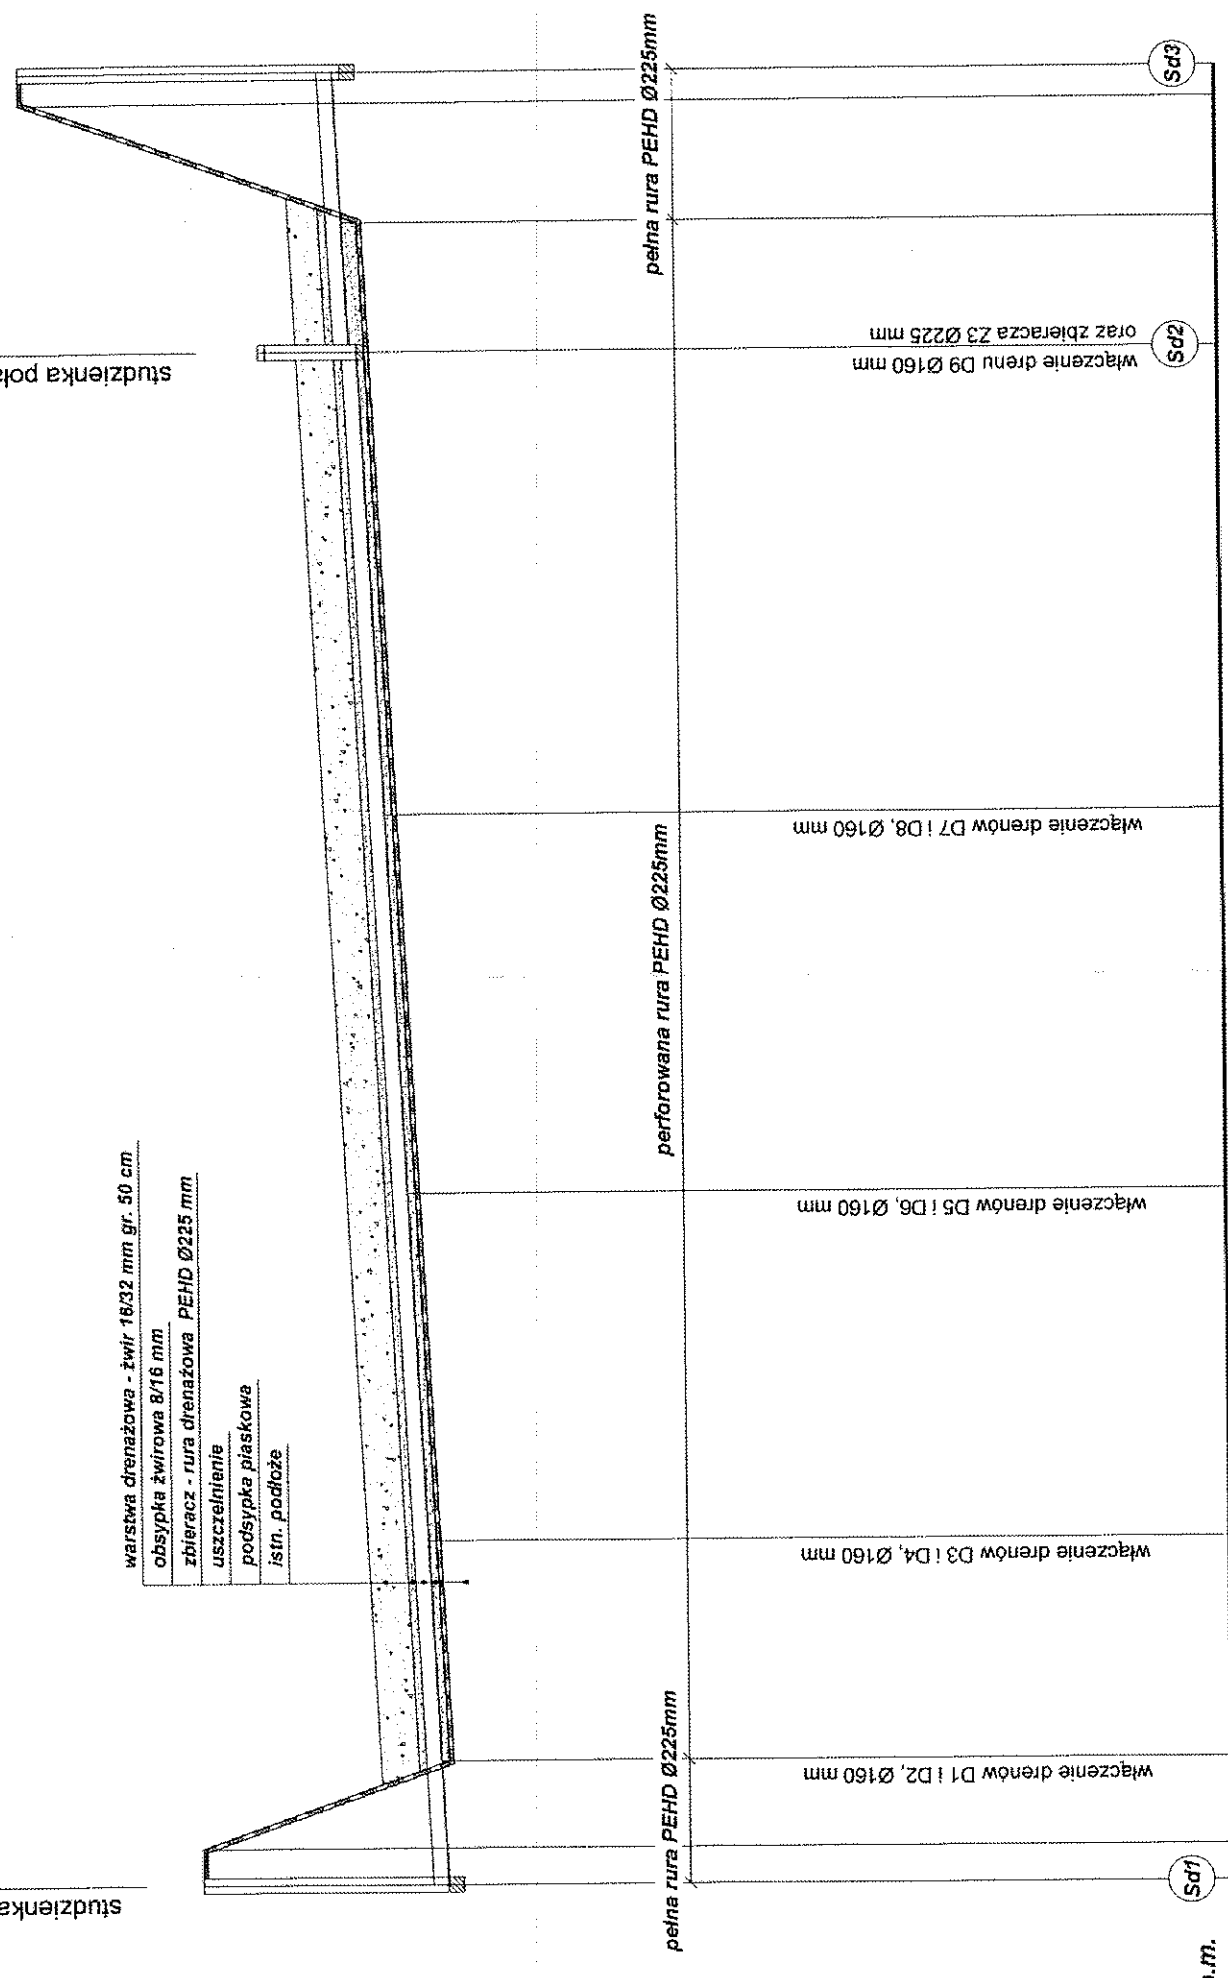 studzienka
studzienka
warstwa drenażowa - żwir 16/32 mm gr. 50 cm
obsypka żwirowa 8/16 mm
zbieracz - rura drenażowa PEHD Ø225 mm
uszczelnienie
podsypka piaskowa
istn. podłoże
pełna rura PEHD Ø225mm
perforowana rura PEHD Ø225mm
pełna rura PEHD Ø225mm
włączenie drenów D1 i D2, Ø160 mm
włączenie drenów D3 i D4, Ø160 mm
włączenie drenów D5 i D6, Ø160 mm
włączenie drenów D7 i D8, Ø160 mm
włączenie drenu D9 Ø160 mm
oraz zbieracza Z3 Ø225 mm
Sd1
Sd2
Sd3